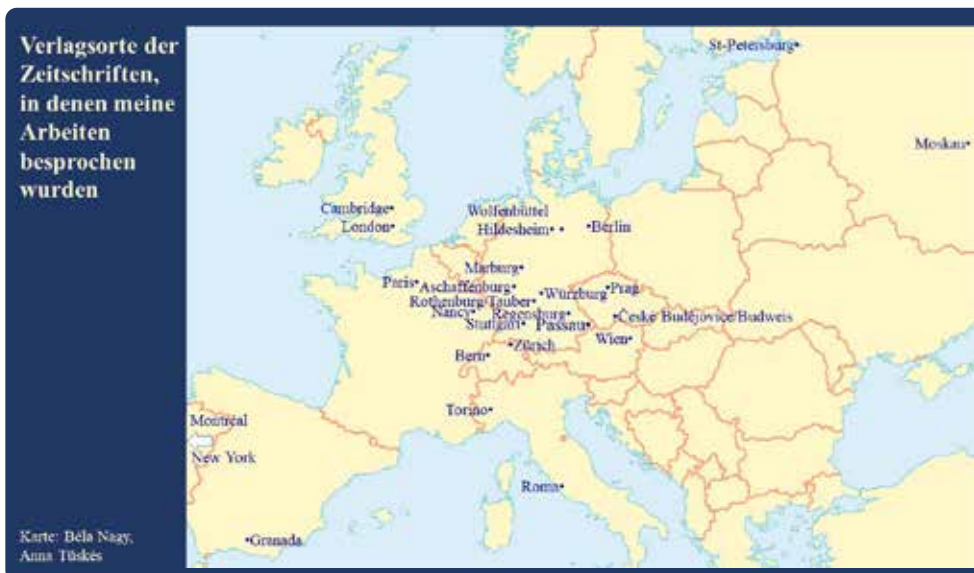 Verlagsorte der
Zeitschriften,
in denen meine
Arbeiten
besprochen
wurden
St-Petersburg
Moskau
Cambridge
London
Wolfenbüttel
Hildesheim
Berlin
Marburg
Paris
Aschaffenburg
Würzburg
Prag
Rothenburg/Tauber
Nancy
Regensburg
Stuttgart
Passau
České Budějovice/Budweis
Wien
Zürich
Bern
Torino
Montréal
New York
Roma
Granada
Karte: Béla Nagy,
Anna Tüskés